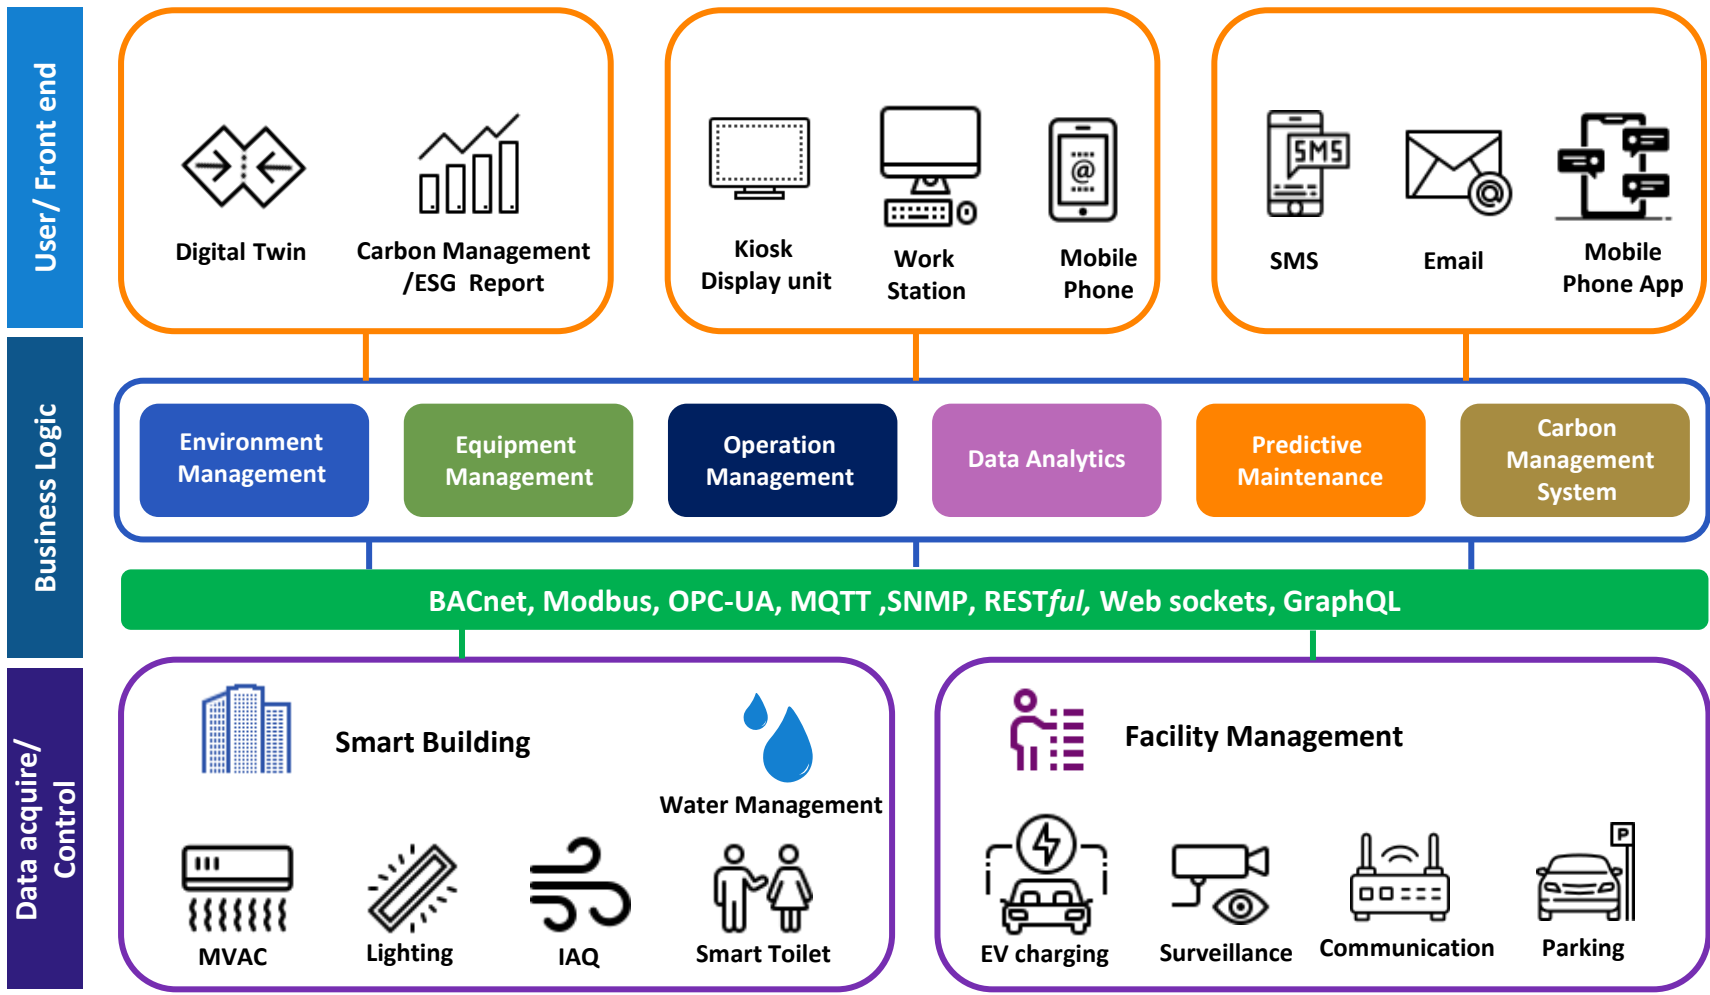 User/ Front end
Digital Twin
Carbon Management
/ESG Report
Kiosk
Display unit
Work
Station
@
Mobile
Phone
SMS
SMS
@
Email
Mobile
Phone App
Business Logic
Environment
Management
Equipment
Management
Operation
Management
Data Analytics
Predictive
Maintenance
Carbon
Management
System
BACnet, Modbus, OPC-UA, MQTT ,SNMP, RESTful, Web sockets, GraphQL
Data acquire/
Control
Smart Building
Water Management
MVAC
Lighting
IAQ
Smart Toilet
Facility Management
EV charging
Surveillance
Communication
P
Parking